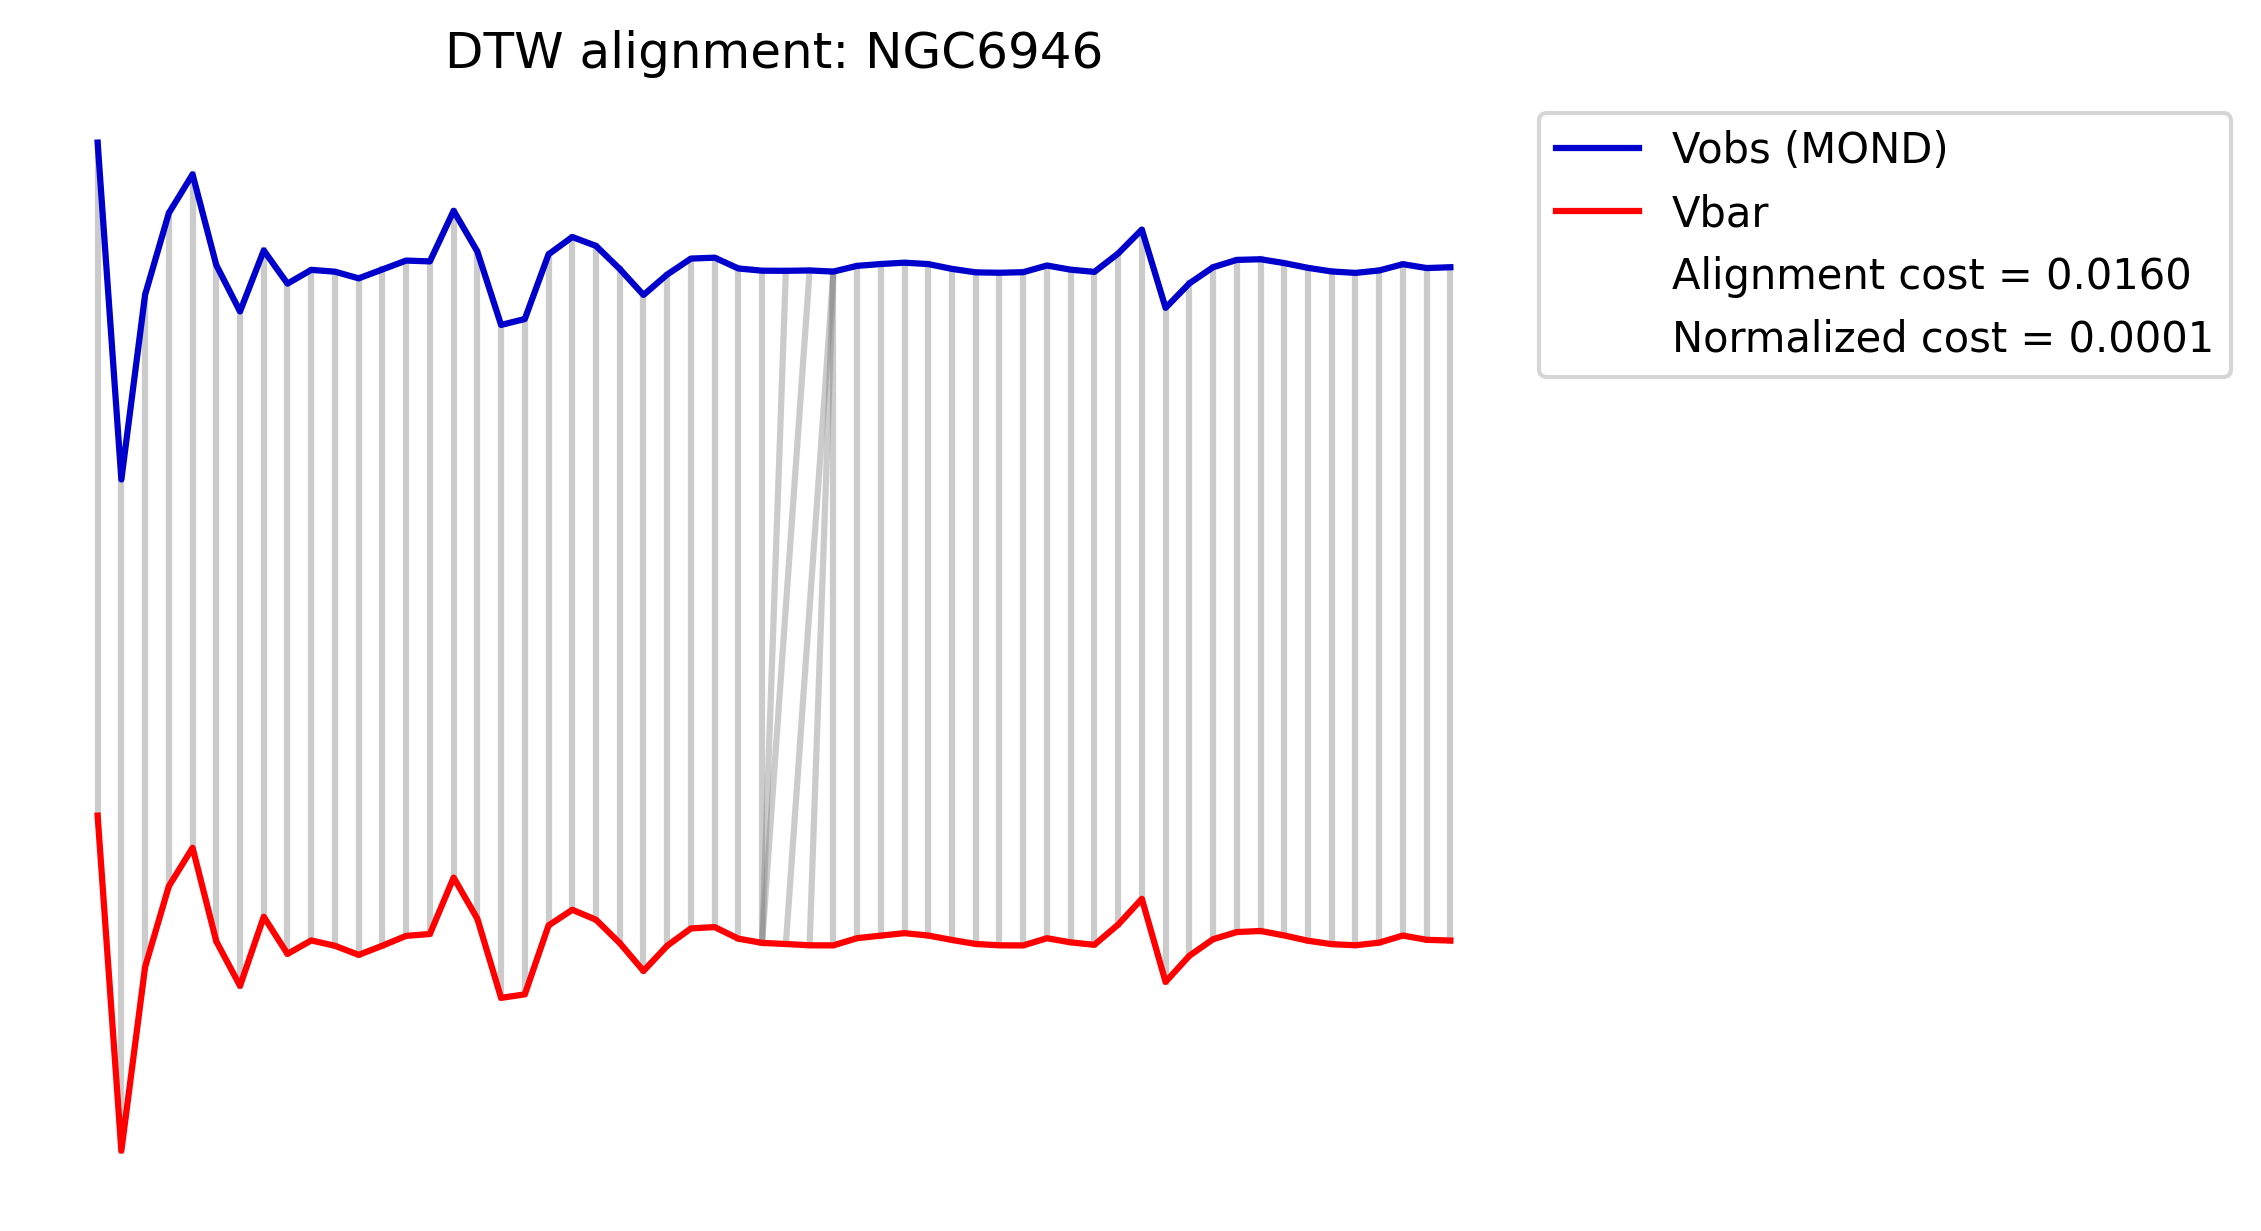 DTW alignment: NGC6946
Vobs (MOND)
Vbar
Alignment cost = 0.0160
Normalized cost = 0.0001